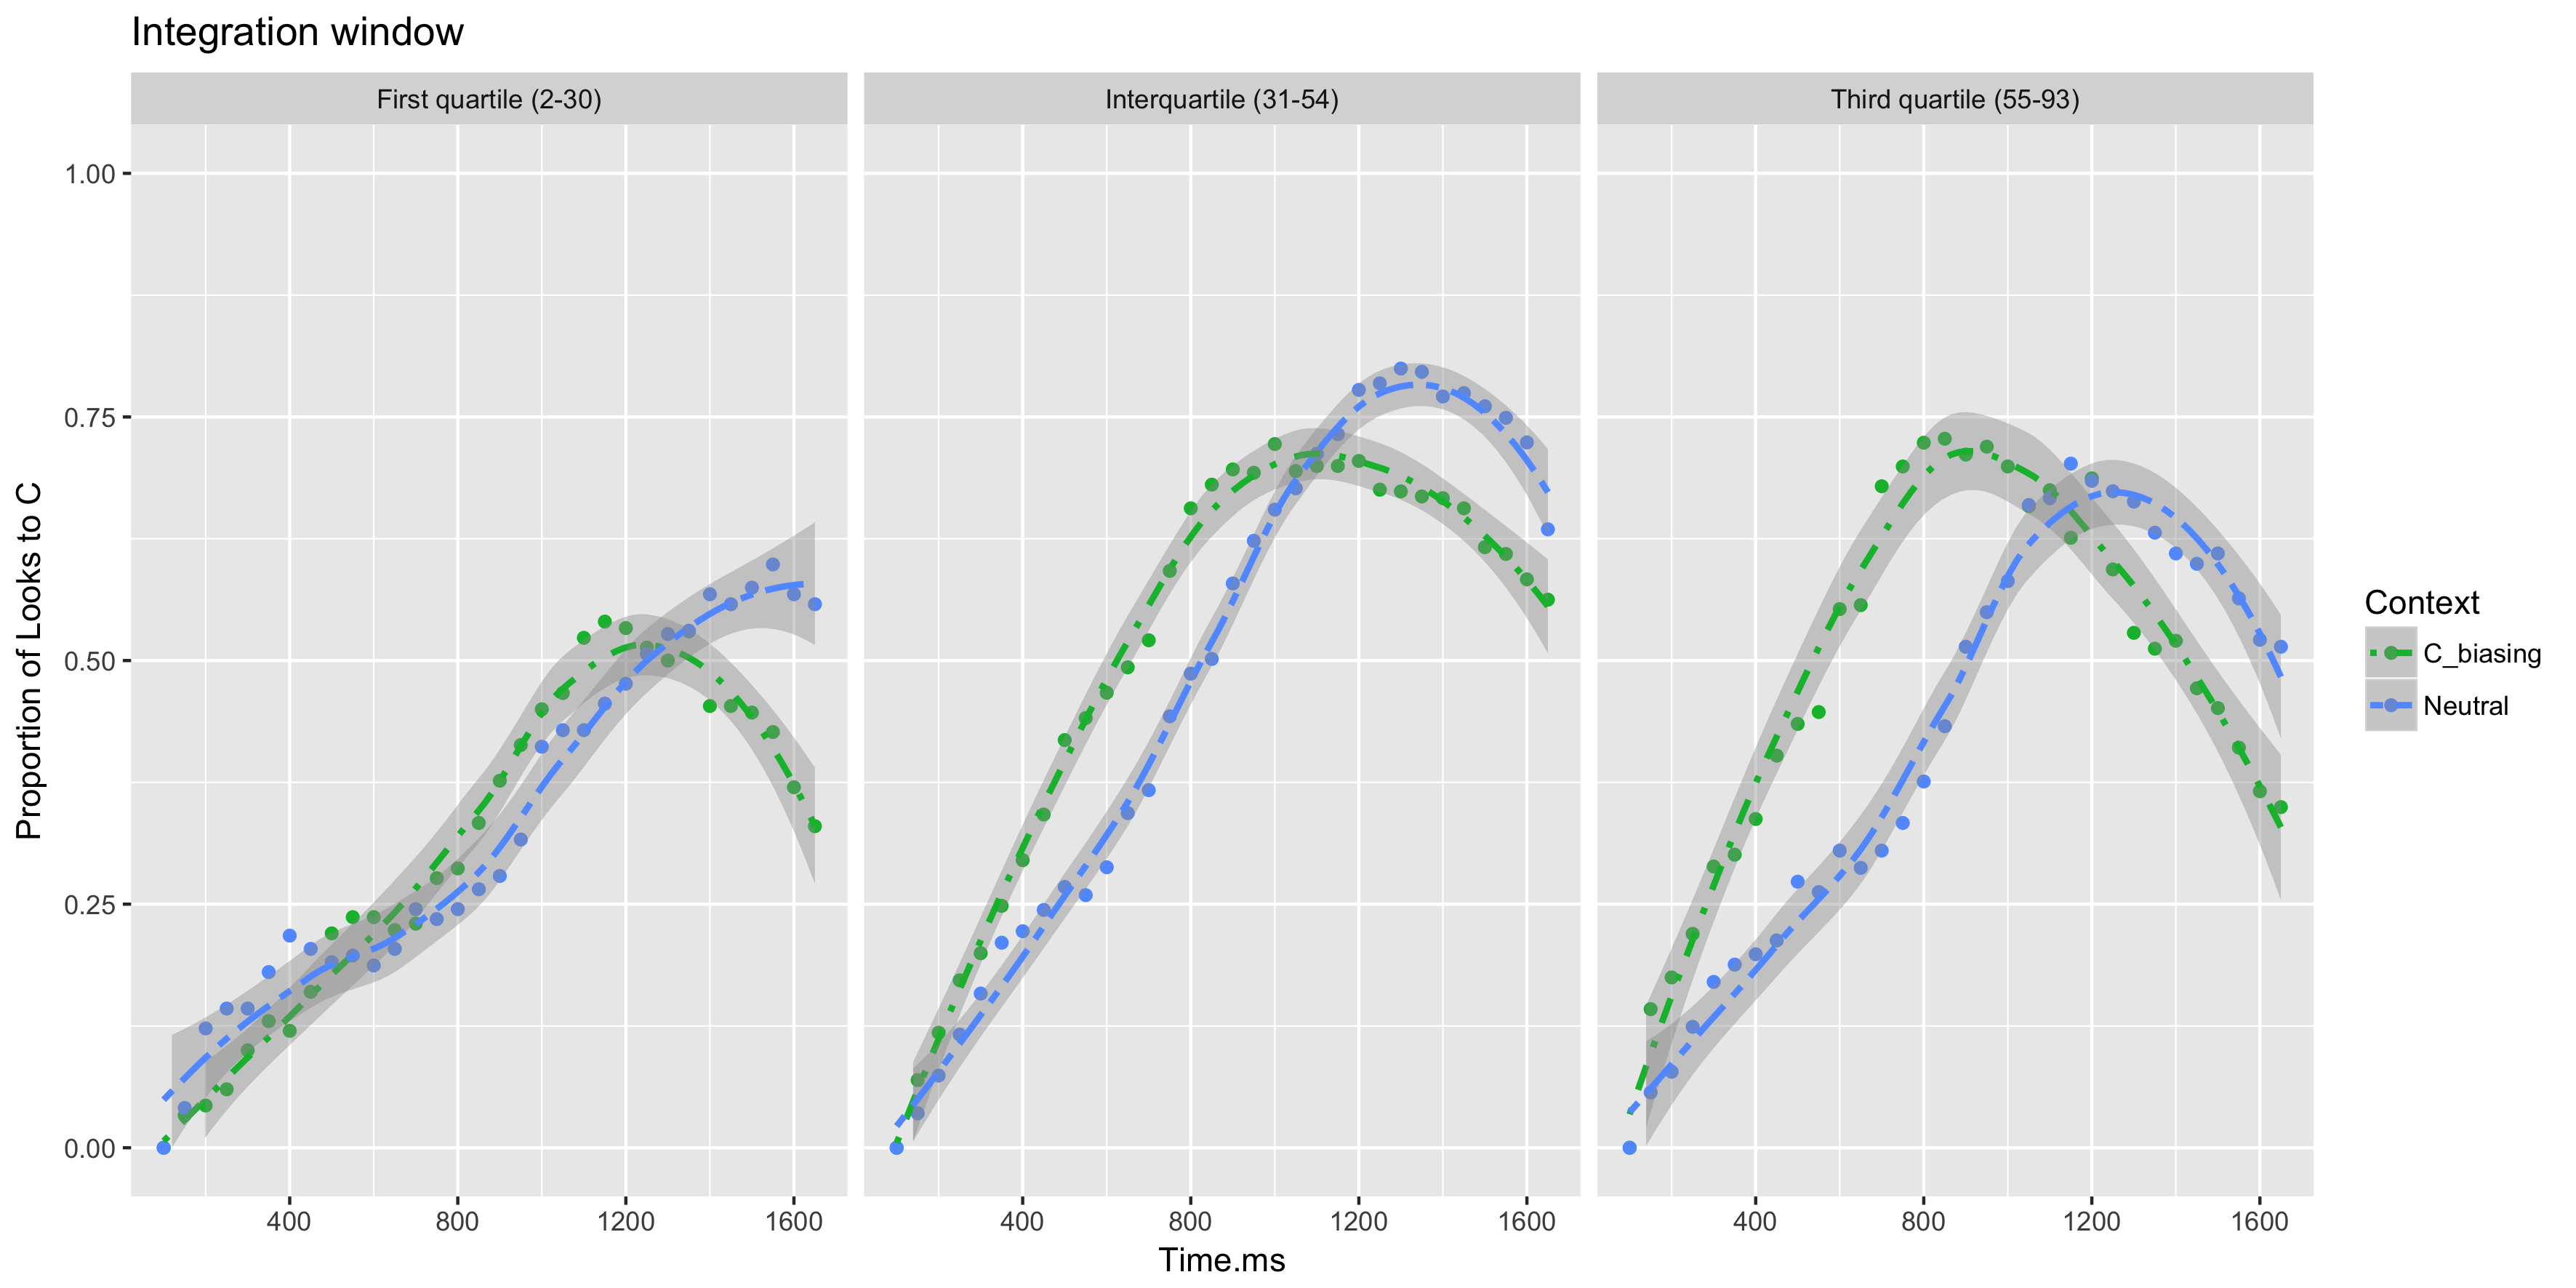 Integration window
First quartile (2-30)
Interquartile (31-54)
Third quartile (55-93)
Proportion of Looks to C
1.00
0.75
0.50
0.25
0.00
400 800 1200 1600
400 800 1200 1600
400 800 1200 1600
Time.ms
Context
C_biasing
Neutral